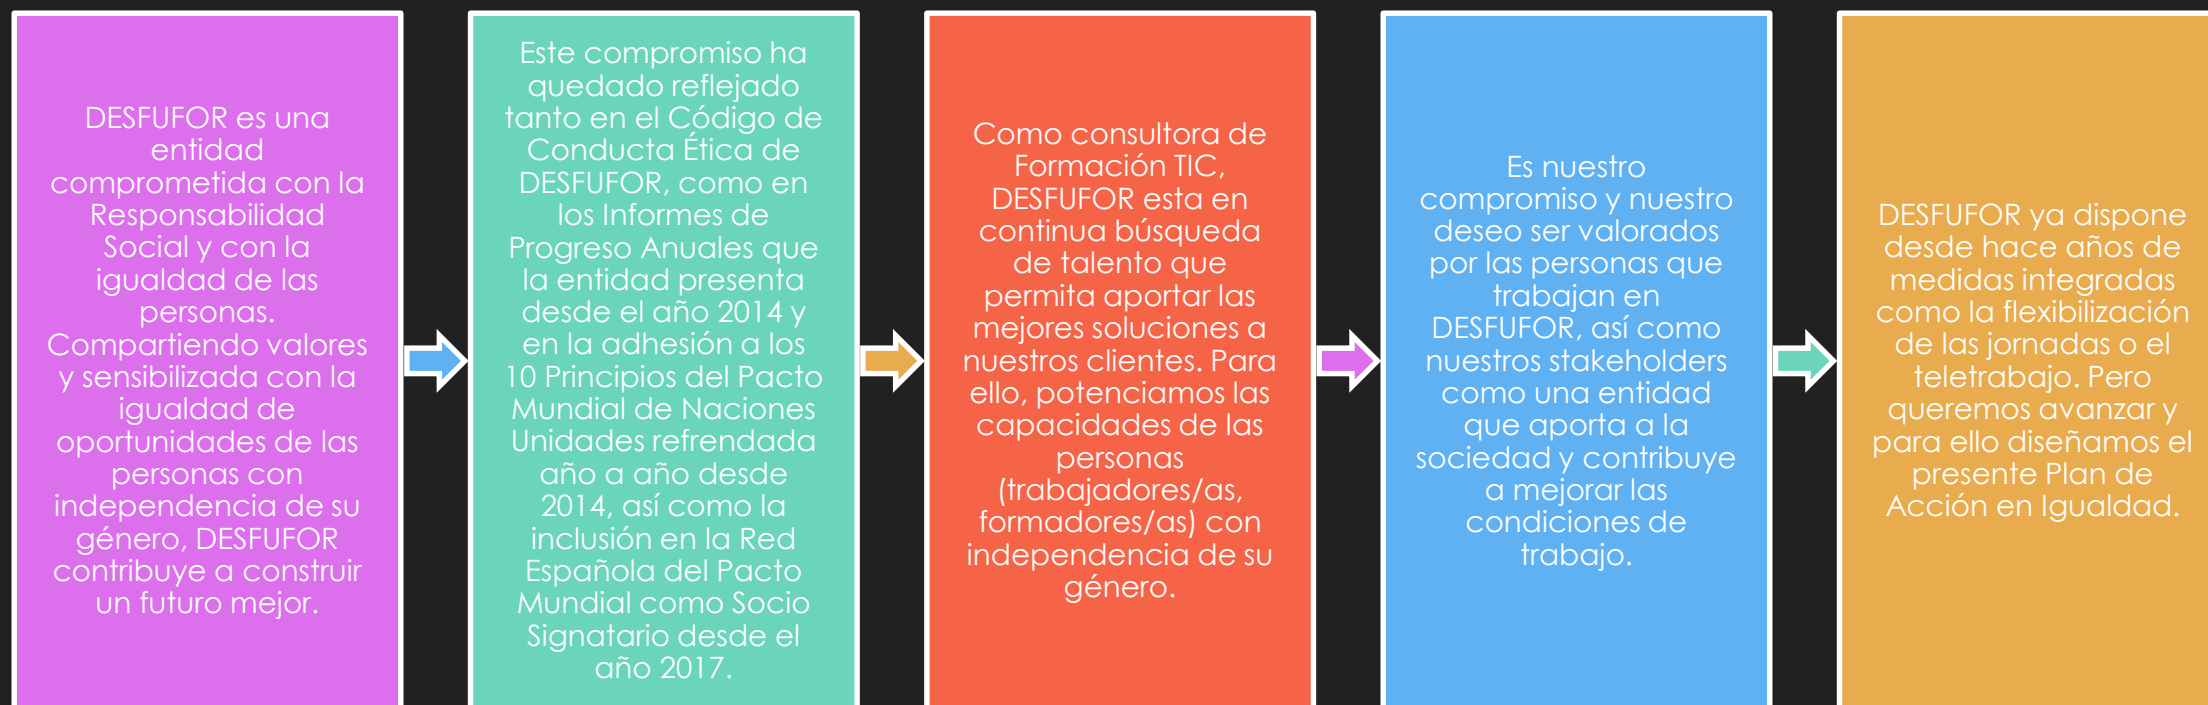 DESFUFOR es una
entidad
comprometida con la
Responsabilidad
Social y con la
igualdad de las
personas.
Compartiendo valores
y sensibilizada con la
igualdad de
oportunidades de las
personas con
independencia de su
género, DESFUFOR
contribuye a construir
un futuro mejor.
Este compromiso ha
quedado reflejado
tanto en el Código de
Conducta Ética de
DESFUFOR, como en
los Informes de
Progreso Anuales que
la entidad presenta
desde el año 2014 y
en la adhesión a los
10 Principios del Pacto
Mundial de Naciones
Unidades refrendada
año a año desde
2014, así como la
inclusión en la Red
Española del Pacto
Mundial como Socio
Signatario desde el
año 2017.
Como consultora de
Formación TIC,
DESFUFOR esta en
continua búsqueda
de talento que
permita aportar las
mejores soluciones a
nuestros clientes. Para
ello, potenciamos las
capacidades de las
personas
(trabajadores/as,
formadores/as) con
independencia de su
género.
Es nuestro
compromiso y nuestro
deseo ser valorados
por las personas que
trabajan en
DESFUFOR, así como
nuestros stakeholders
como una entidad
que aporta a la
sociedad y contribuye
a mejorar las
condiciones de
trabajo.
DESFUFOR ya dispone
desde hace años de
medidas integradas
como la flexibilización
de las jornadas o el
teletrabajo. Pero
queremos avanzar y
para ello diseñamos el
presente Plan de
Acción en Igualdad.